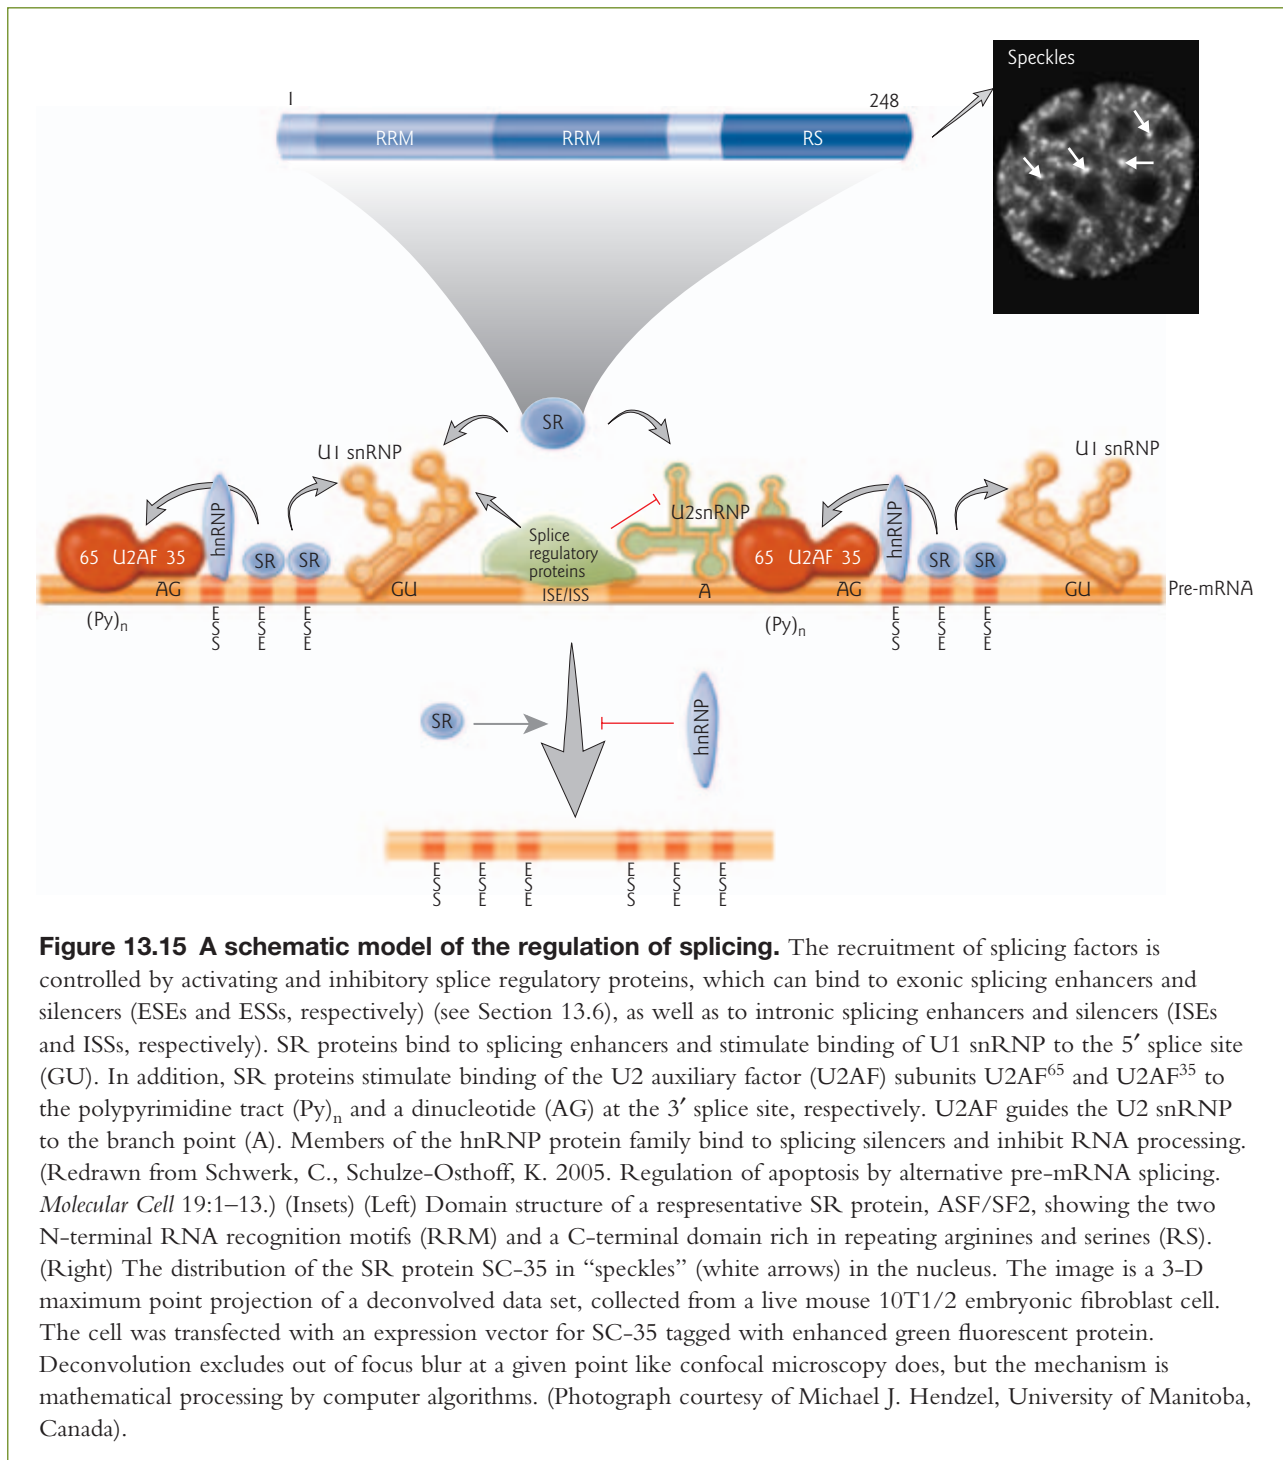 Speckles
1 248
RRM RRM RS
SR
U1 snRNP U1 snRNP
U2snRNP
hnRNP hnRNP
65 U2AF 35 65 U2AF 35
SR SR SR SR
Splice
regulatory
proteins
AG GU ISE/ISS A AG GU Pre-mRNA
(Py)n (Py)n
ESS ESE ESE ESS ESE ESE
SR hnRNP
ESS ESE ESE ESS ESE ESE
Figure 13.15 A schematic model of the regulation of splicing. The recruitment of splicing factors is
controlled by activating and inhibitory splice regulatory proteins, which can bind to exonic splicing enhancers and
silencers (ESEs and ESSs, respectively) (see Section 13.6), as well as to intronic splicing enhancers and silencers (ISEs
and ISSs, respectively). SR proteins bind to splicing enhancers and stimulate binding of U1 snRNP to the 5′ splice site
(GU). In addition, SR proteins stimulate binding of the U2 auxiliary factor (U2AF) subunits U2AF65 and U2AF35 to
the polypyrimidine tract (Py)n and a dinucleotide (AG) at the 3′ splice site, respectively. U2AF guides the U2 snRNP
to the branch point (A). Members of the hnRNP protein family bind to splicing silencers and inhibit RNA processing.
(Redrawn from Schwerk, C., Schulze-Osthoff, K. 2005. Regulation of apoptosis by alternative pre-mRNA splicing.
Molecular Cell 19:1–13.) (Insets) (Left) Domain structure of a respresentative SR protein, ASF/SF2, showing the two
N-terminal RNA recognition motifs (RRM) and a C-terminal domain rich in repeating arginines and serines (RS).
(Right) The distribution of the SR protein SC-35 in “speckles” (white arrows) in the nucleus. The image is a 3-D
maximum point projection of a deconvolved data set, collected from a live mouse 10T1/2 embryonic fibroblast cell.
The cell was transfected with an expression vector for SC-35 tagged with enhanced green fluorescent protein.
Deconvolution excludes out of focus blur at a given point like confocal microscopy does, but the mechanism is
mathematical processing by computer algorithms. (Photograph courtesy of Michael J. Hendzel, University of Manitoba,
Canada).